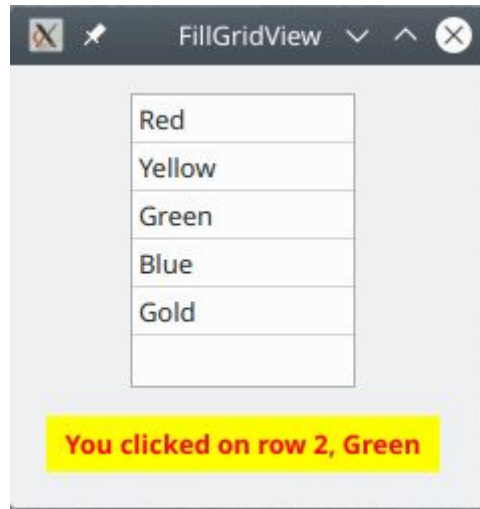 FillGridView
Red
Yellow
Green
Blue
Gold
You clicked on row 2, Green